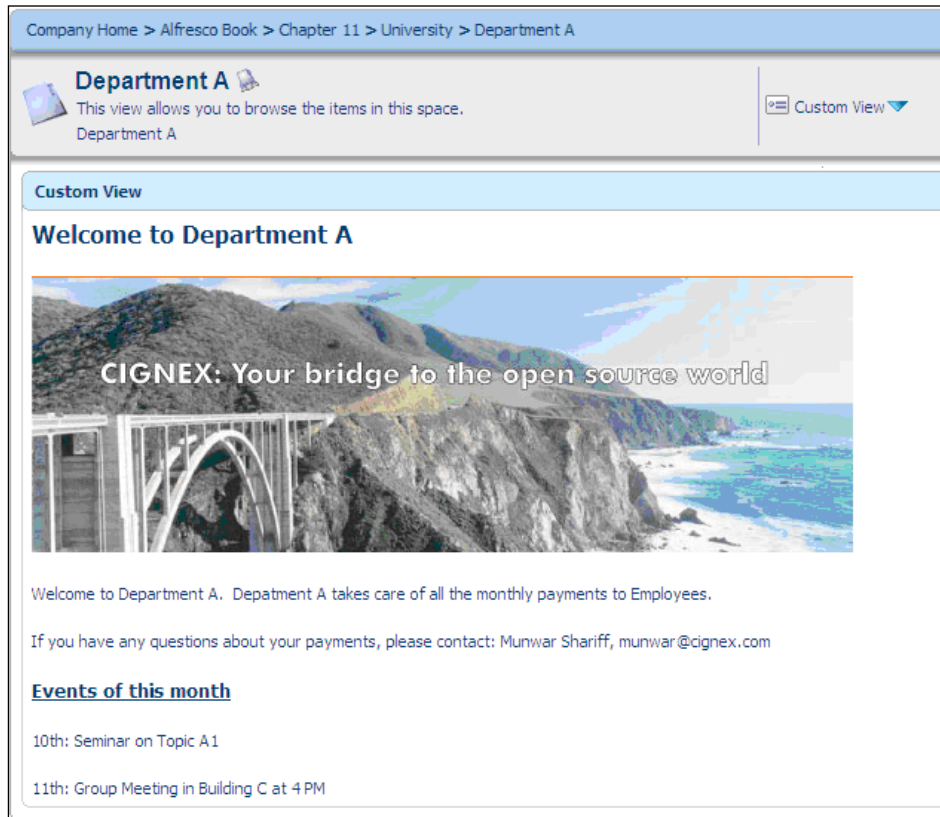 Company Home > Alfresco Book > Chapter 11 > University > Department A
Department A
This view allows you to browse the items in this space.
Department A
Custom View
Custom View
Welcome to Department A
CIGNEX: Your bridge to the open source world
Welcome to Department A. Depatment A takes care of all the monthly payments to Employees.
If you have any questions about your payments, please contact: Munwar Shariff, munwar@cignex.com
Events of this month
10th: Seminar on Topic A1
11th: Group Meeting in Building C at 4 PM